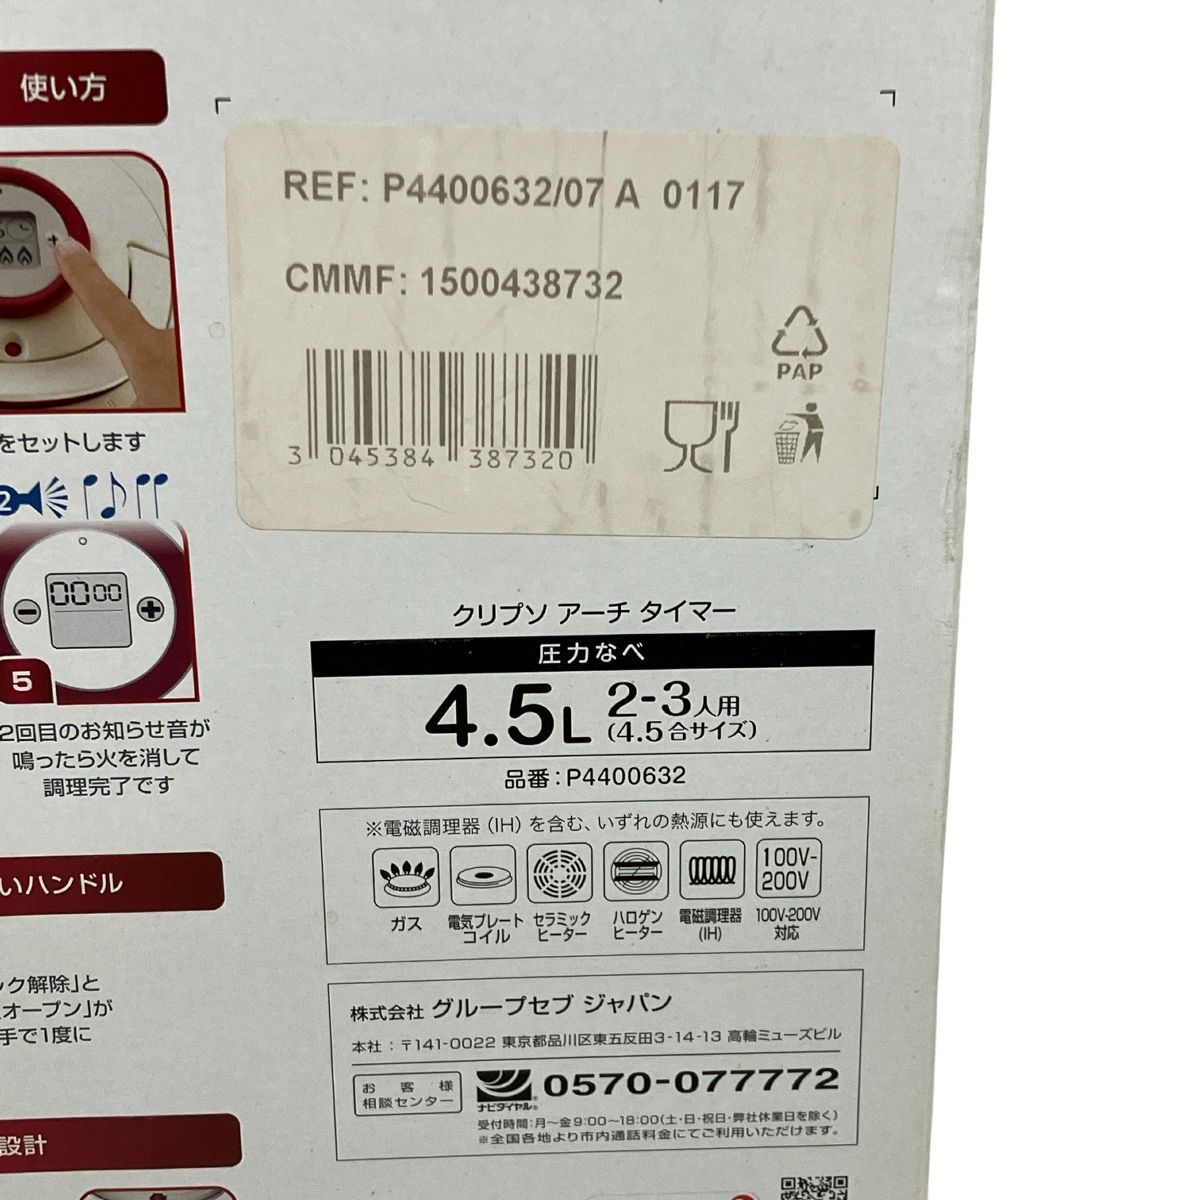 使い方
REF: P4400632/07 A 0117
CMMF: 1500438732
PAP
3 045384 387320
をセットします
2
00 00
5
2回目のお知らせ音が
鳴ったら火を消して
調理完了です
クリプソ アーチ タイマー
圧力なべ
4.5L 2-3人用
(4.5合サイズ)
品番：P4400632
※電磁調理器（IH）を含む、いずれの熱源にも使えます。
100V-
200V
ガス
電気プレート
コイル
セラミック
ヒーター
ハロゲン
ヒーター
電磁調理器
(IH)
100V-200V
対応
いハンドル
ック解除」と
オープン」が
手で1度に
株式会社 グループセブ ジャパン
本社：〒141-0022 東京都品川区東五反田3-14-13 高輪ミューズビル
お客様
相談センター
ナビダイヤル®
0570-077772
受付時間：月〜金9:00〜18:00(土・日・祝日・弊社休業日を除く)
※全国各地より市内通話料金にてご利用いただけます。
設計